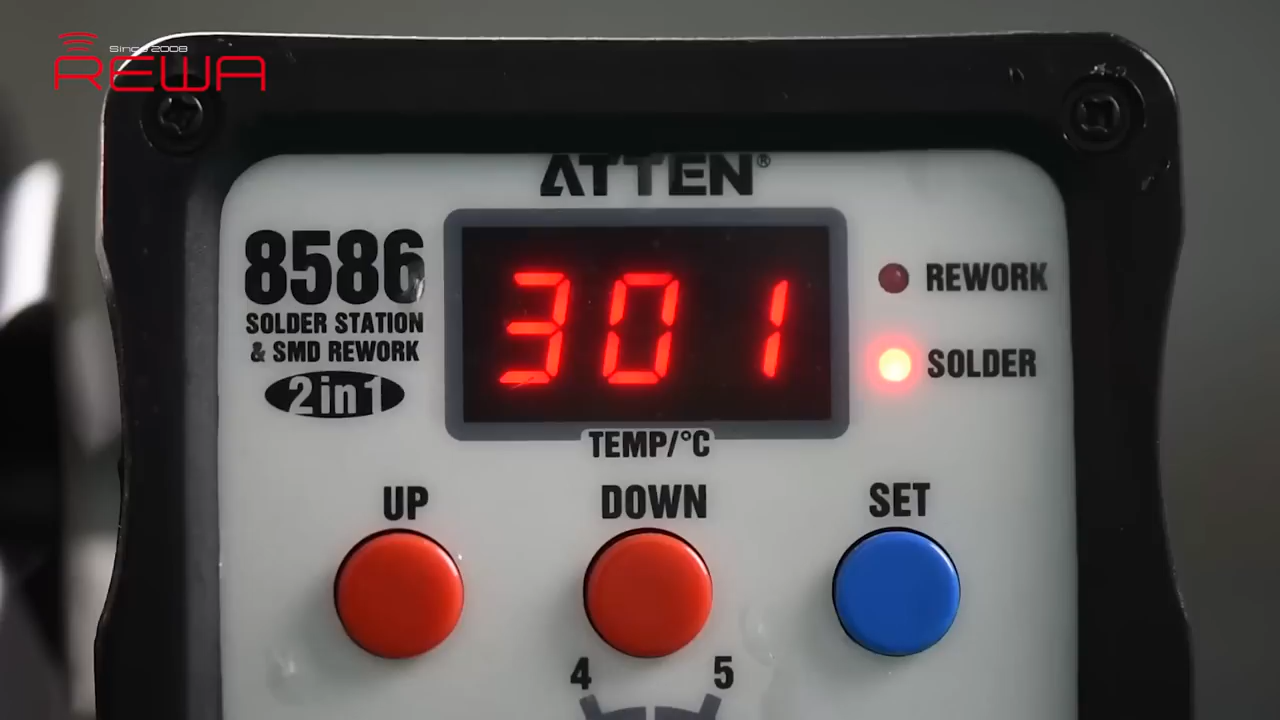 Since 2008
REWA
ATTEN®
8586
SOLDER STATION
& SMD REWORK
2in1
301
REWORK
SOLDER
TEMP/°C
UP
DOWN
SET
4
5